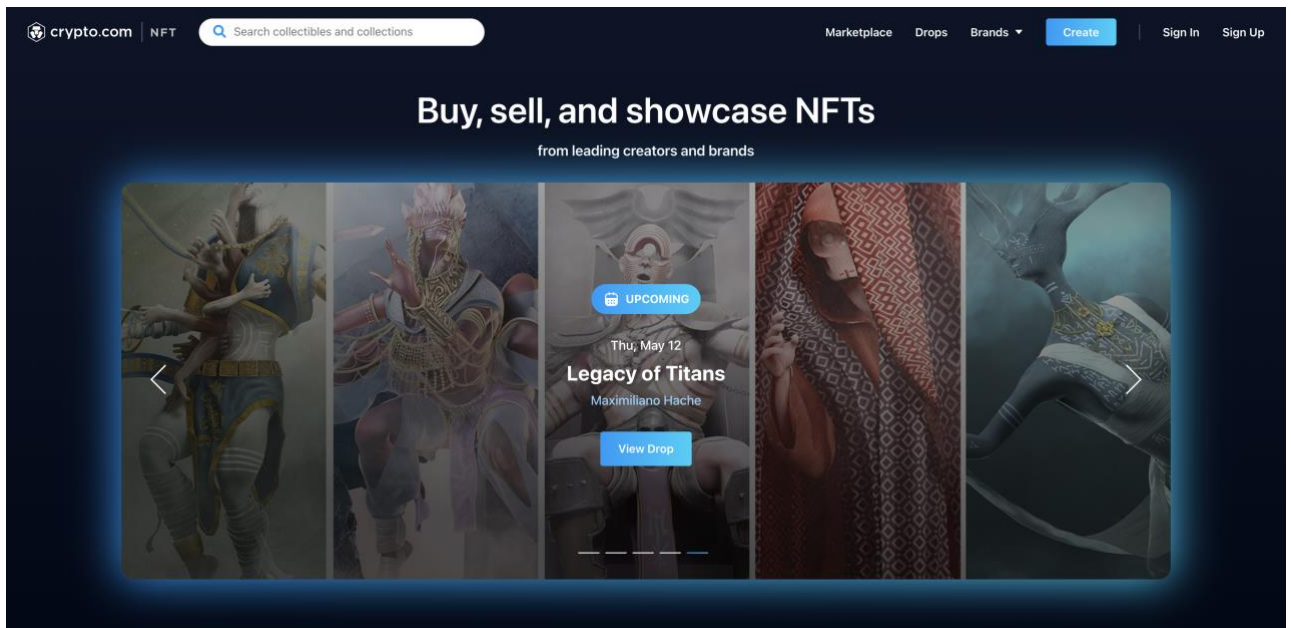 crypto.com | NFT
Search collectibles and collections
Marketplace
Drops
Brands
Create
Sign In
Sign Up
Buy, sell, and showcase NFTs
from leading creators and brands
UPCOMING
Thu, May 12
Legacy of Titans
Maximiliano Hache
View Drop